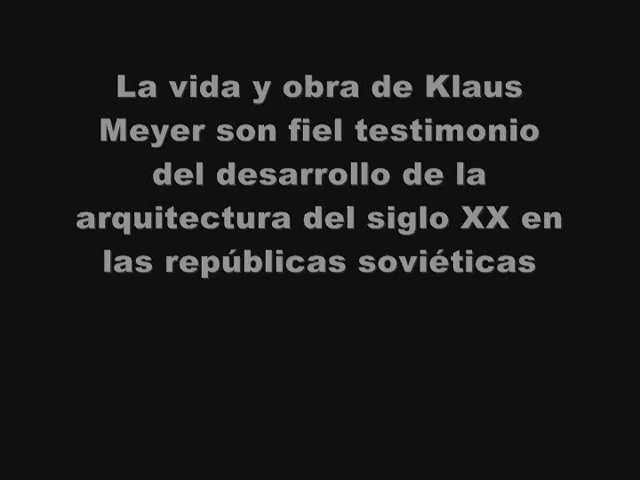 La vida y obra de Klaus
Meyer son fiel testimonio
del desarrollo de la
arquitectura del siglo XX en
las repúblicas soviéticas